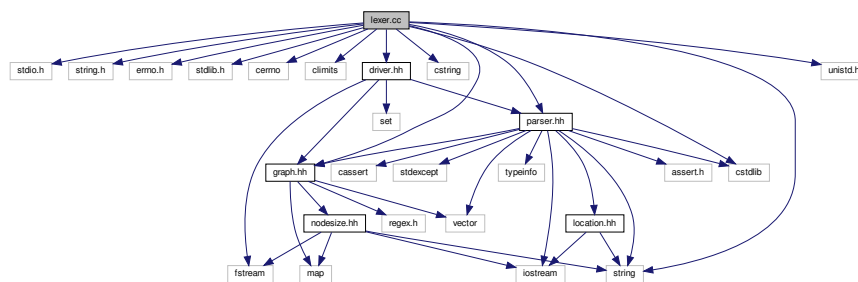 lexer.cc
stdio.h
string.h
errno.h
stdlib.h
cerrno
climits
driver.hh
cstring
unistd.h
set
parser.hh
graph.hh
cassert
stdexcept
typeinfo
assert.h
cstdlib
nodesize.hh
regex.h
vector
location.hh
fstream
map
iostream
string